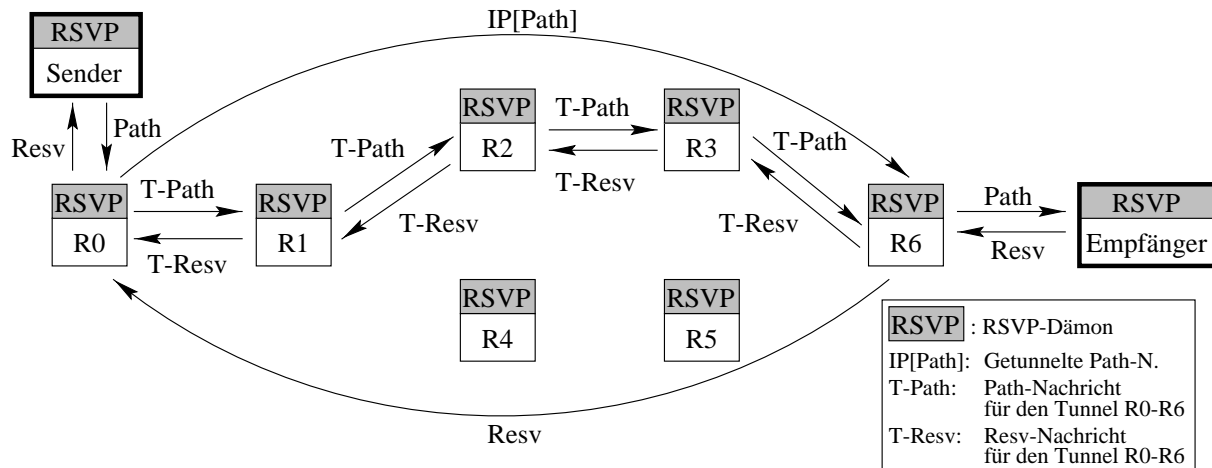 IP[Path]
RSVP
Sender
Resv
Path
RSVP
R2
T-Path
T-Resv
RSVP
R3
T-Path
T-Resv
T-Path
T-Resv
RSVP
R0
T-Path
T-Resv
RSVP
R1
RSVP
R6
Path
Resv
RSVP
Empfänger
RSVP
R4
RSVP
R5
Resv
RSVP : RSVP-Dämon
IP[Path]: Getunnelte Path-N.
T-Path: Path-Nachricht
für den Tunnel R0-R6
T-Resv: Resv-Nachricht
für den Tunnel R0-R6